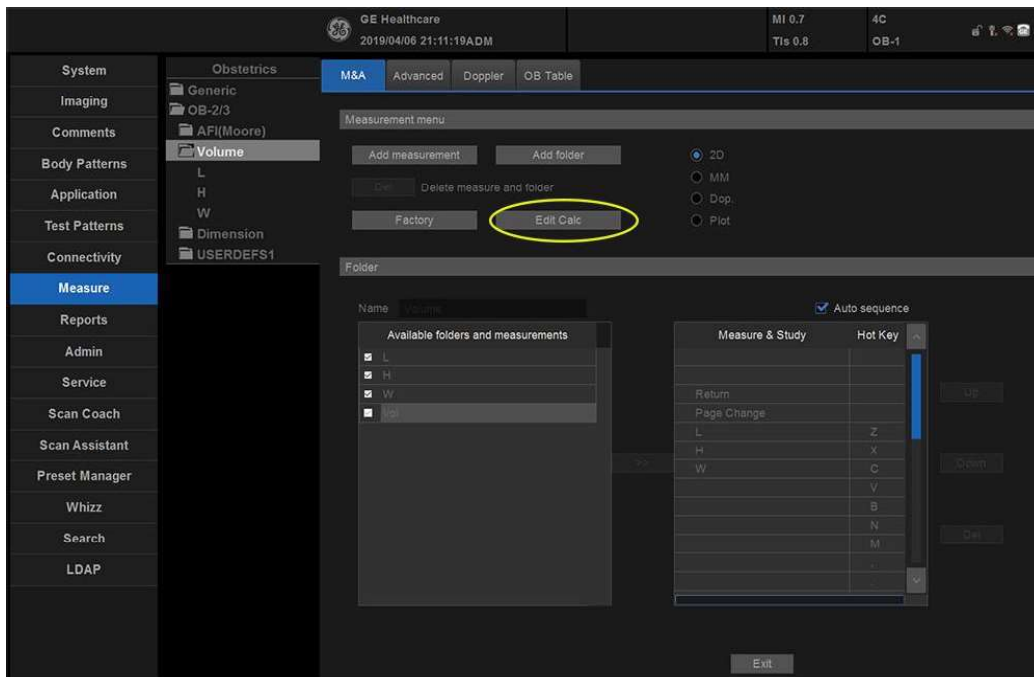 GE Healthcare
2019/04/06 21:11:19ADM
MI 0.7
TIs 0.8
4C
OB-1
System
Imaging
Comments
Body Patterns
Application
Test Patterns
Connectivity
Measure
Reports
Admin
Service
Scan Coach
Scan Assistant
Preset Manager
Whizz
Search
LDAP
Obstetrics
Generic
OB-2/3
AFI(Moore)
Volume
L
H
W
Dimension
USERDEFS1
M&A Advanced Doppler OB Table
Measurement menu
Add measurement Add folder
Del Delete measure and folder
Factory Edit Calc
2D
MM
Dop.
Plot
Folder
Name Volume
Auto sequence
Available folders and measurements
L
H
W
Vol
Measure & Study Hot Key
Return
Page Change
L Z
H X
W C
V
B
N
M
,
.
>>
Up
Down
Del
Exit